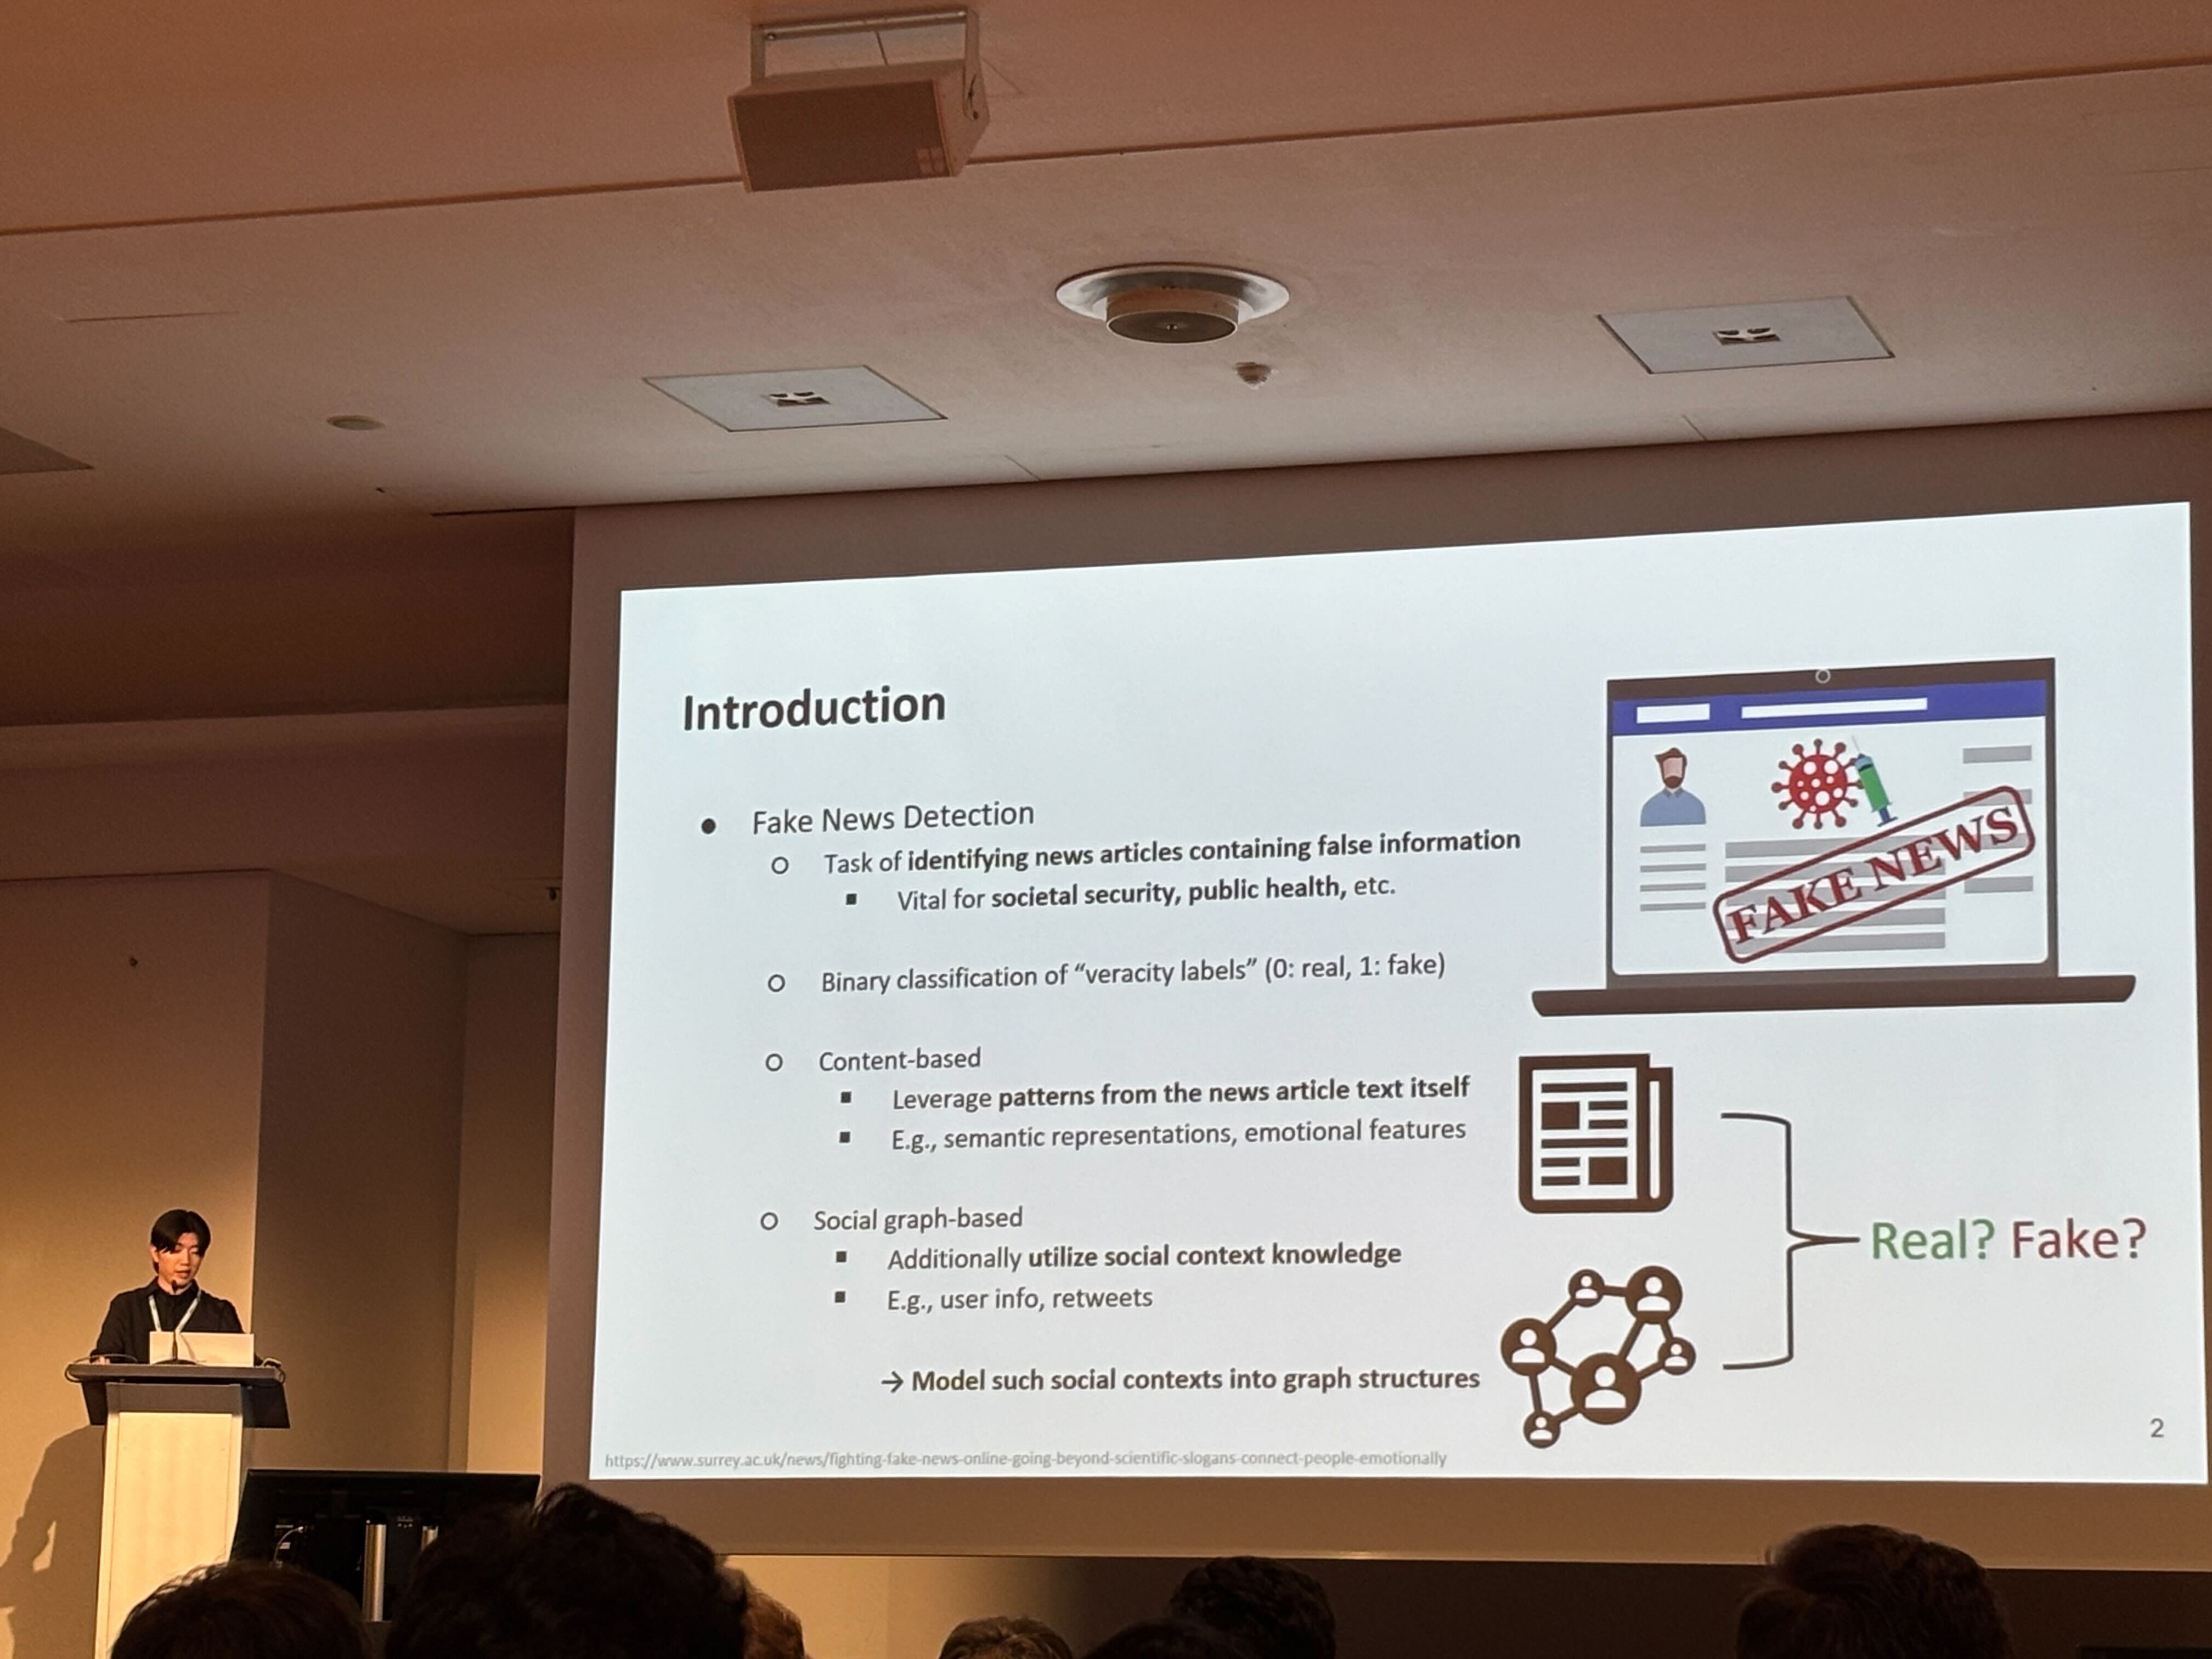 Introduction
● Fake News Detection
○ Task of identifying news articles containing false information
■ Vital for societal security, public health, etc.
○ Binary classification of “veracity labels” (0: real, 1: fake)
○ Content-based
■ Leverage patterns from the news article text itself
■ E.g., semantic representations, emotional features
○ Social graph-based
■ Additionally utilize social context knowledge
■ E.g., user info, retweets
→ Model such social contexts into graph structures
FAKE NEWS
Real? Fake?
2
https://www.surrey.ac.uk/news/fighting-fake-news-online-going-beyond-scientific-slogans-connect-people-emotionally